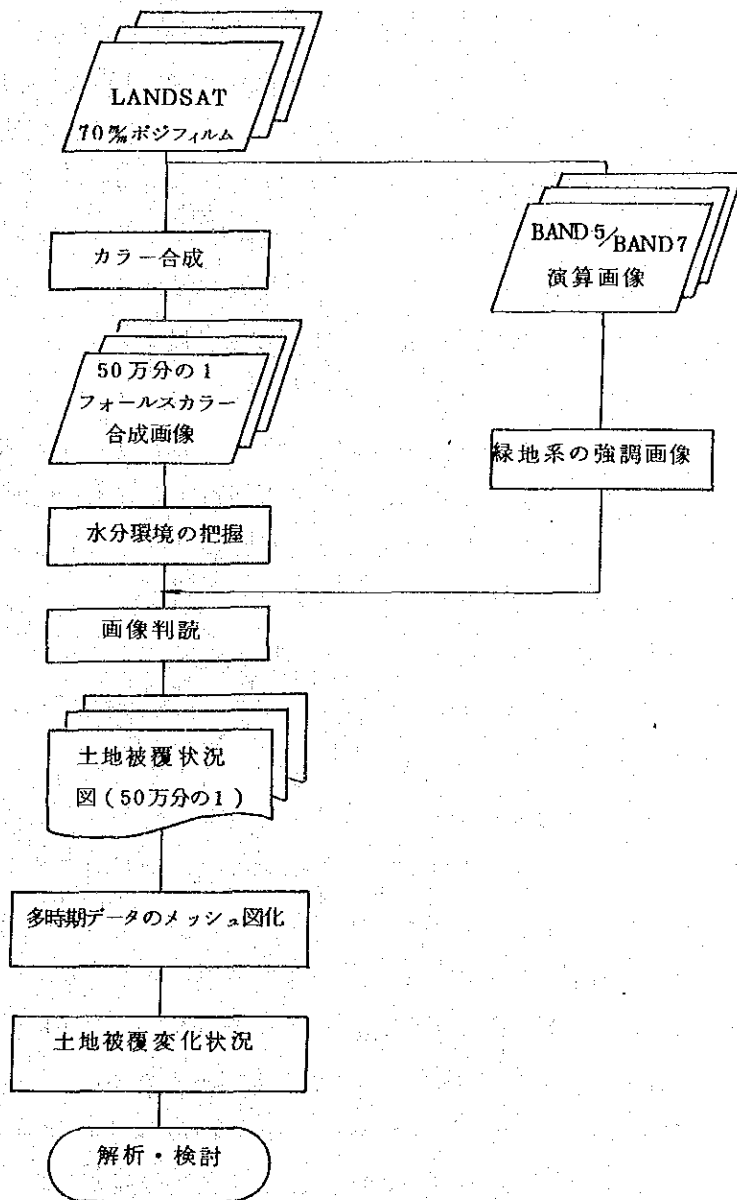 LANDSAT
70㎜ポジフィルム
カラー合成
BAND5/BAND7
演算画像
50万分の1
フォールスカラー
合成画像
緑地系の強調画像
水分環境の把握
画像判読
土地被覆状況
図(50万分の1)
多時期データのメッシュ図化
土地被覆変化状況
解析・検討